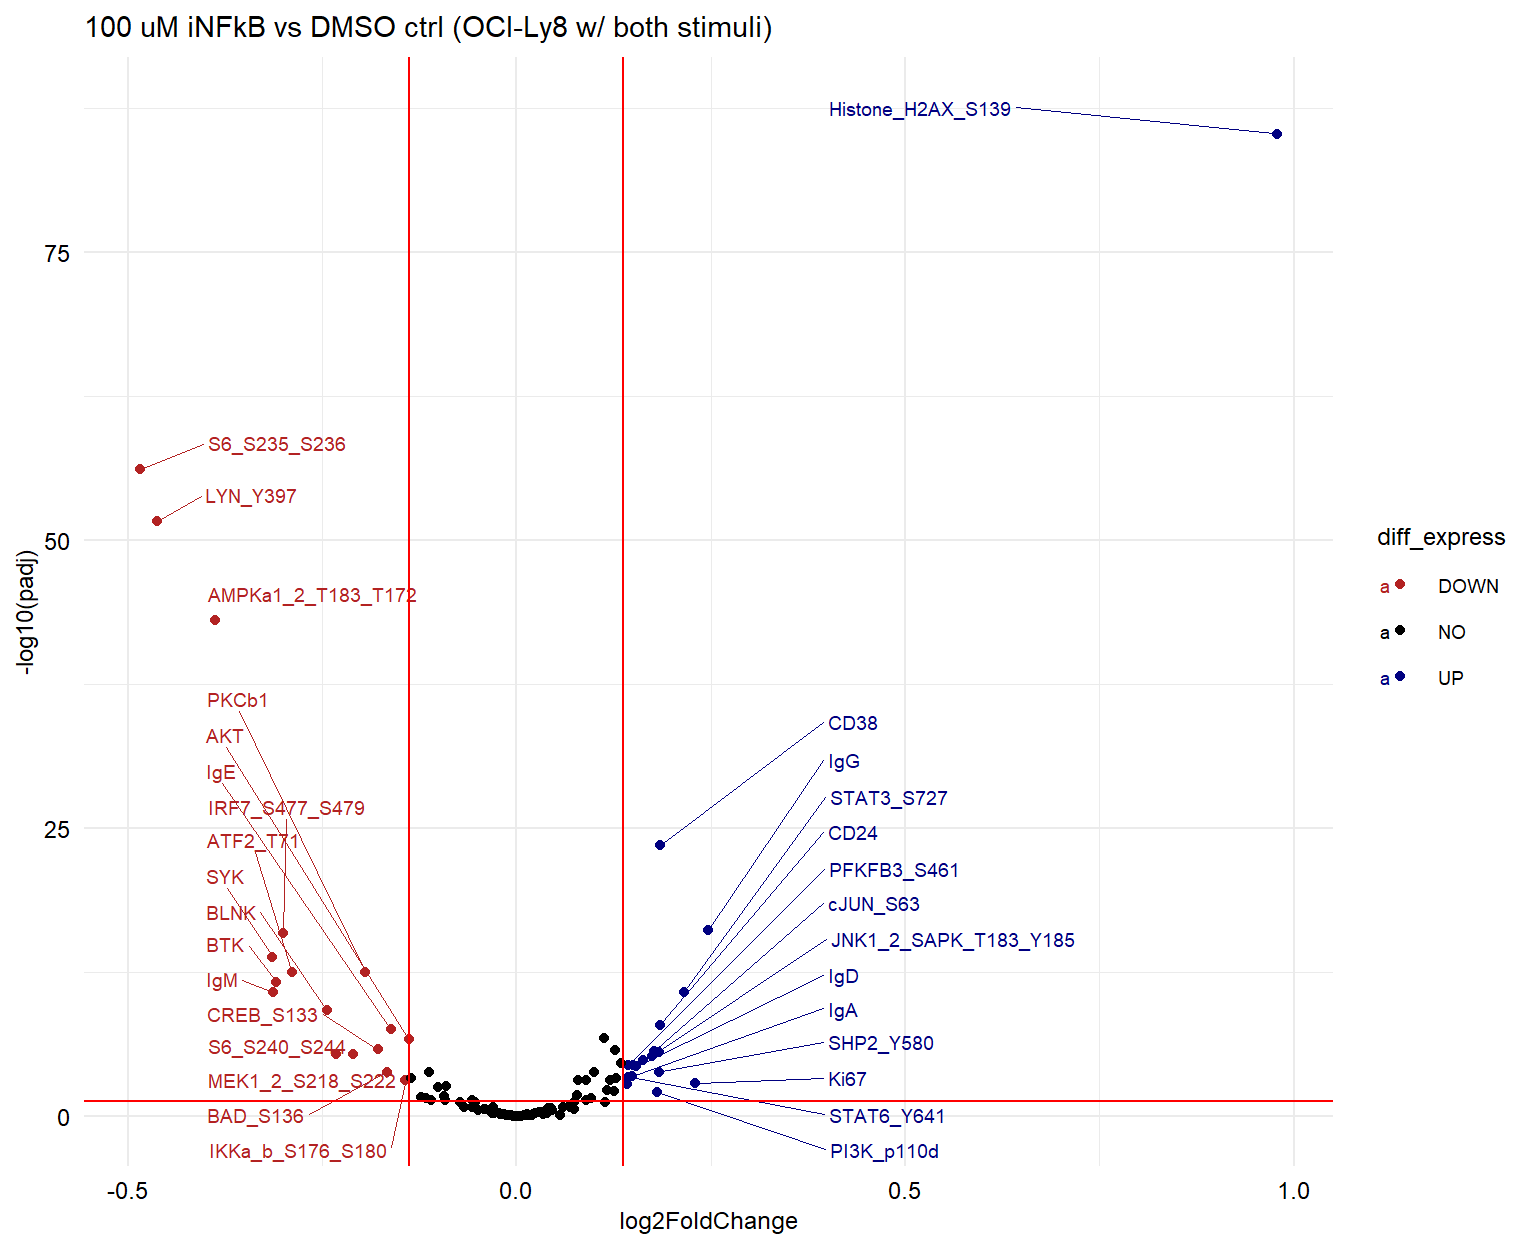 100 uM iNFkB vs DMSO ctrl (OCI-Ly8 w/ both stimuli)
Histone_H2AX_S139
75
S6_S235_S236
LYN_Y397
50
AMPKa1_2_T183_T172
-log10(padj)
diff_express
a DOWN
a NO
a UP
PKCb1
AKT
IgE
IRF7_S477_S479
ATF2_T71
SYK
BLNK
BTK
IgM
CREB_S133
S6_S240_S244
MEK1_2_S218_S222
BAD_S136
IKKa_b_S176_S180
25
0
CD38
IgG
STAT3_S727
CD24
PFKFB3_S461
cJUN_S63
JNK1_2_SAPK_T183_Y185
IgD
IgA
SHP2_Y580
Ki67
STAT6_Y641
PI3K_p110d
-0.5
0.0
0.5
1.0
log2FoldChange